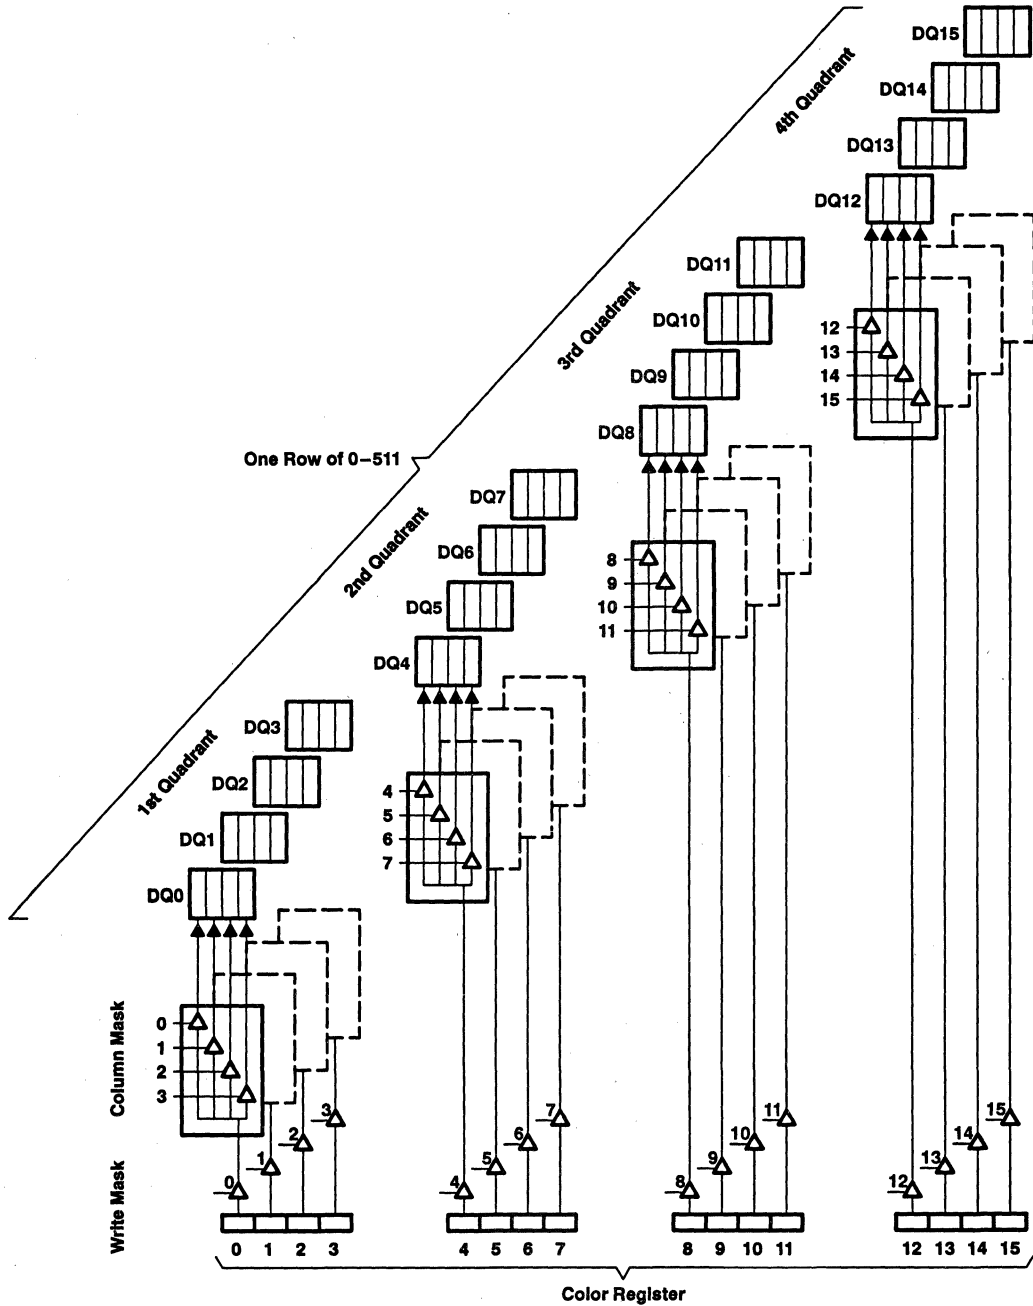 DQ15
4th Quadrant
DQ14
DQ13
DQ12
DQ11
3rd Quadrant
DQ10
12
13
DQ9
14
15
DQ8
One Row of 0–511
DQ7
2nd Quadrant
DQ6
8
9
DQ5
10
11
DQ4
DQ3
1st Quadrant
DQ2
4
5
DQ1
6
7
DQ0
Column Mask
0
1
2
3
Write Mask
0
1
2
3
4
5
6
7
8
9
10
11
12
13
14
15
0 1 2 3 4 5 6 7 8 9 10 11 12 13 14 15
Color Register